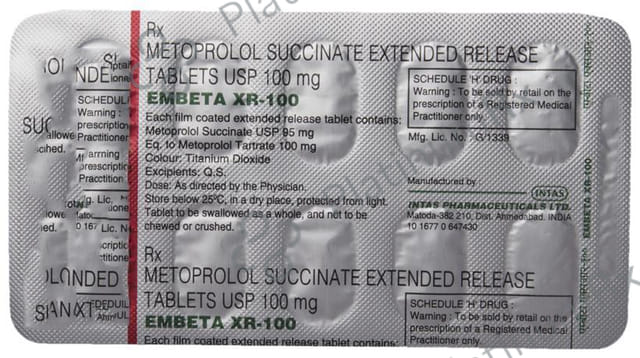 Rx
METOPROLOL SUCCINATE EXTENDED RELEASE
TABLETS USP 100 mg
EMBETA XR-100
Each film coated extended release tablet contains:
Metoprolol Succinate USP 95 mg
Eq. to Metoprolol Tartrate 100 mg
Colour: Titanium Dioxide
Excipients: Q.S.
Dose: As directed by the Physician.
Store below 25°C, in a dry place, protected from light.
Tablet to be swallowed as a whole, and not to be
chewed or crushed.
SCHEDULE 'H' DRUG :
Warning : To be sold by retail on the
prescription of a Registered Medical
Practitioner only.
Mfg. Lic. No. : G/1339
Manufactured by
INTAS
INTAS PHARMACEUTICALS LTD.
Matoda-382 210, Dist. Ahmedabad. INDIA
10 1677 0 647430
EMBETA XR-100
Rx
METOPROLOL SUCCINATE EXTENDED RELEASE
TABLETS USP 100 mg
EMBETA XR-100
Each film coated extended release tablet contains:
SCHEDULE 'H' DRUG :
Warning : To be sold by retail on the
prescription of a Registered Medical
Practitioner only.